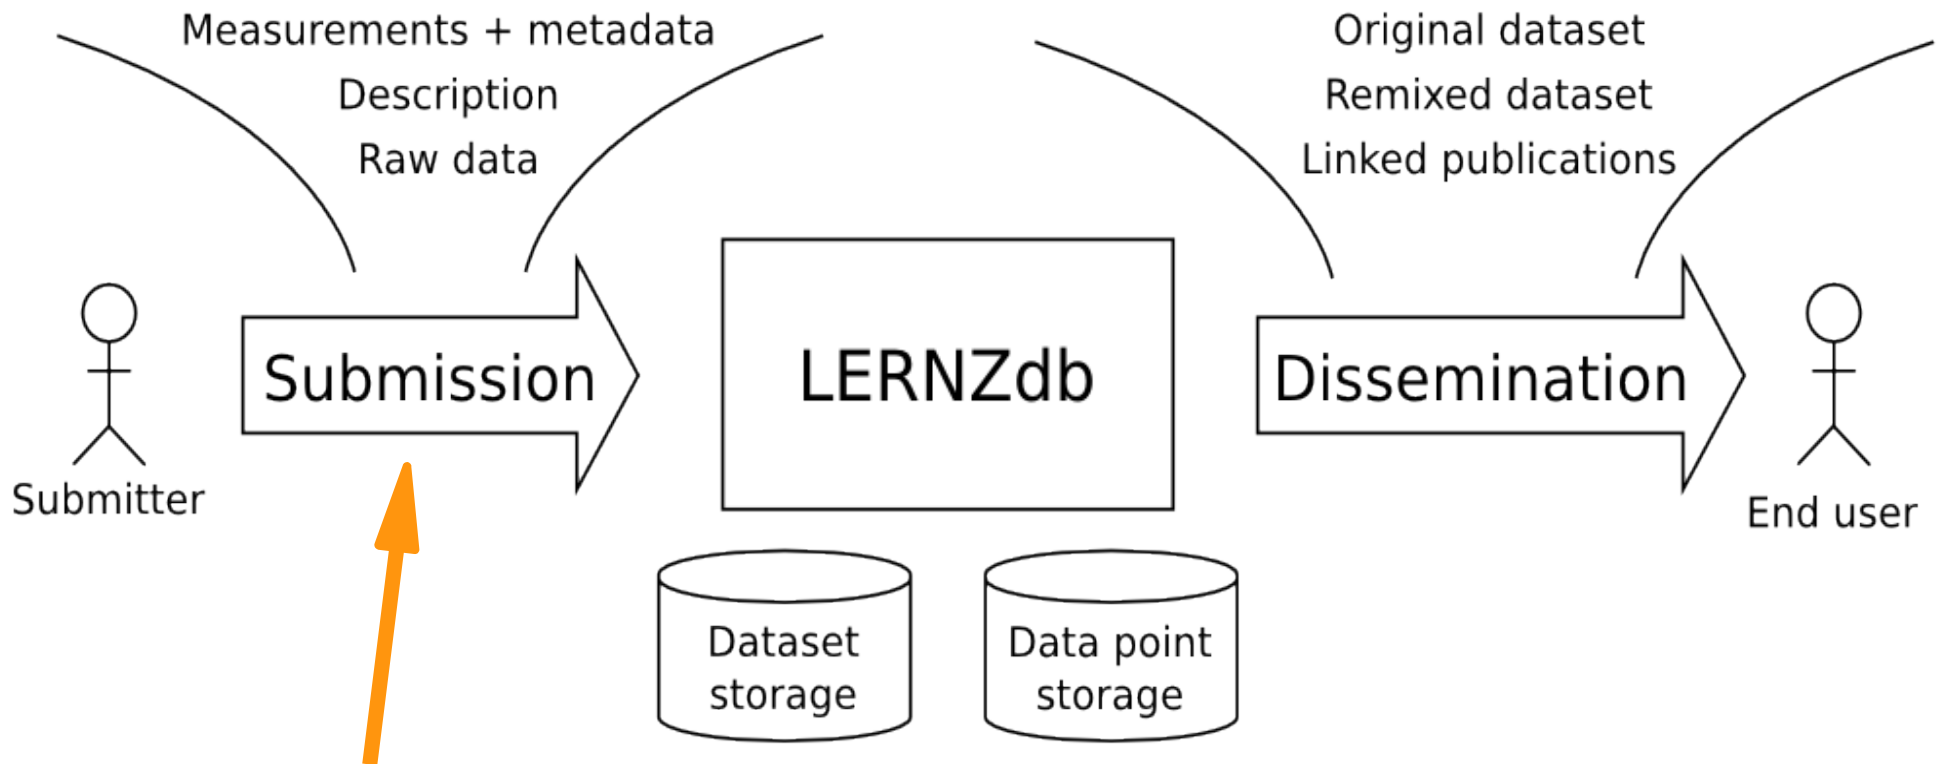 Measurements + metadata
Description
Raw data
Original dataset
Remixed dataset
Linked publications
Submitter
Submission
LERNZdb
Dissemination
End user
Dataset
storage
Data point
storage